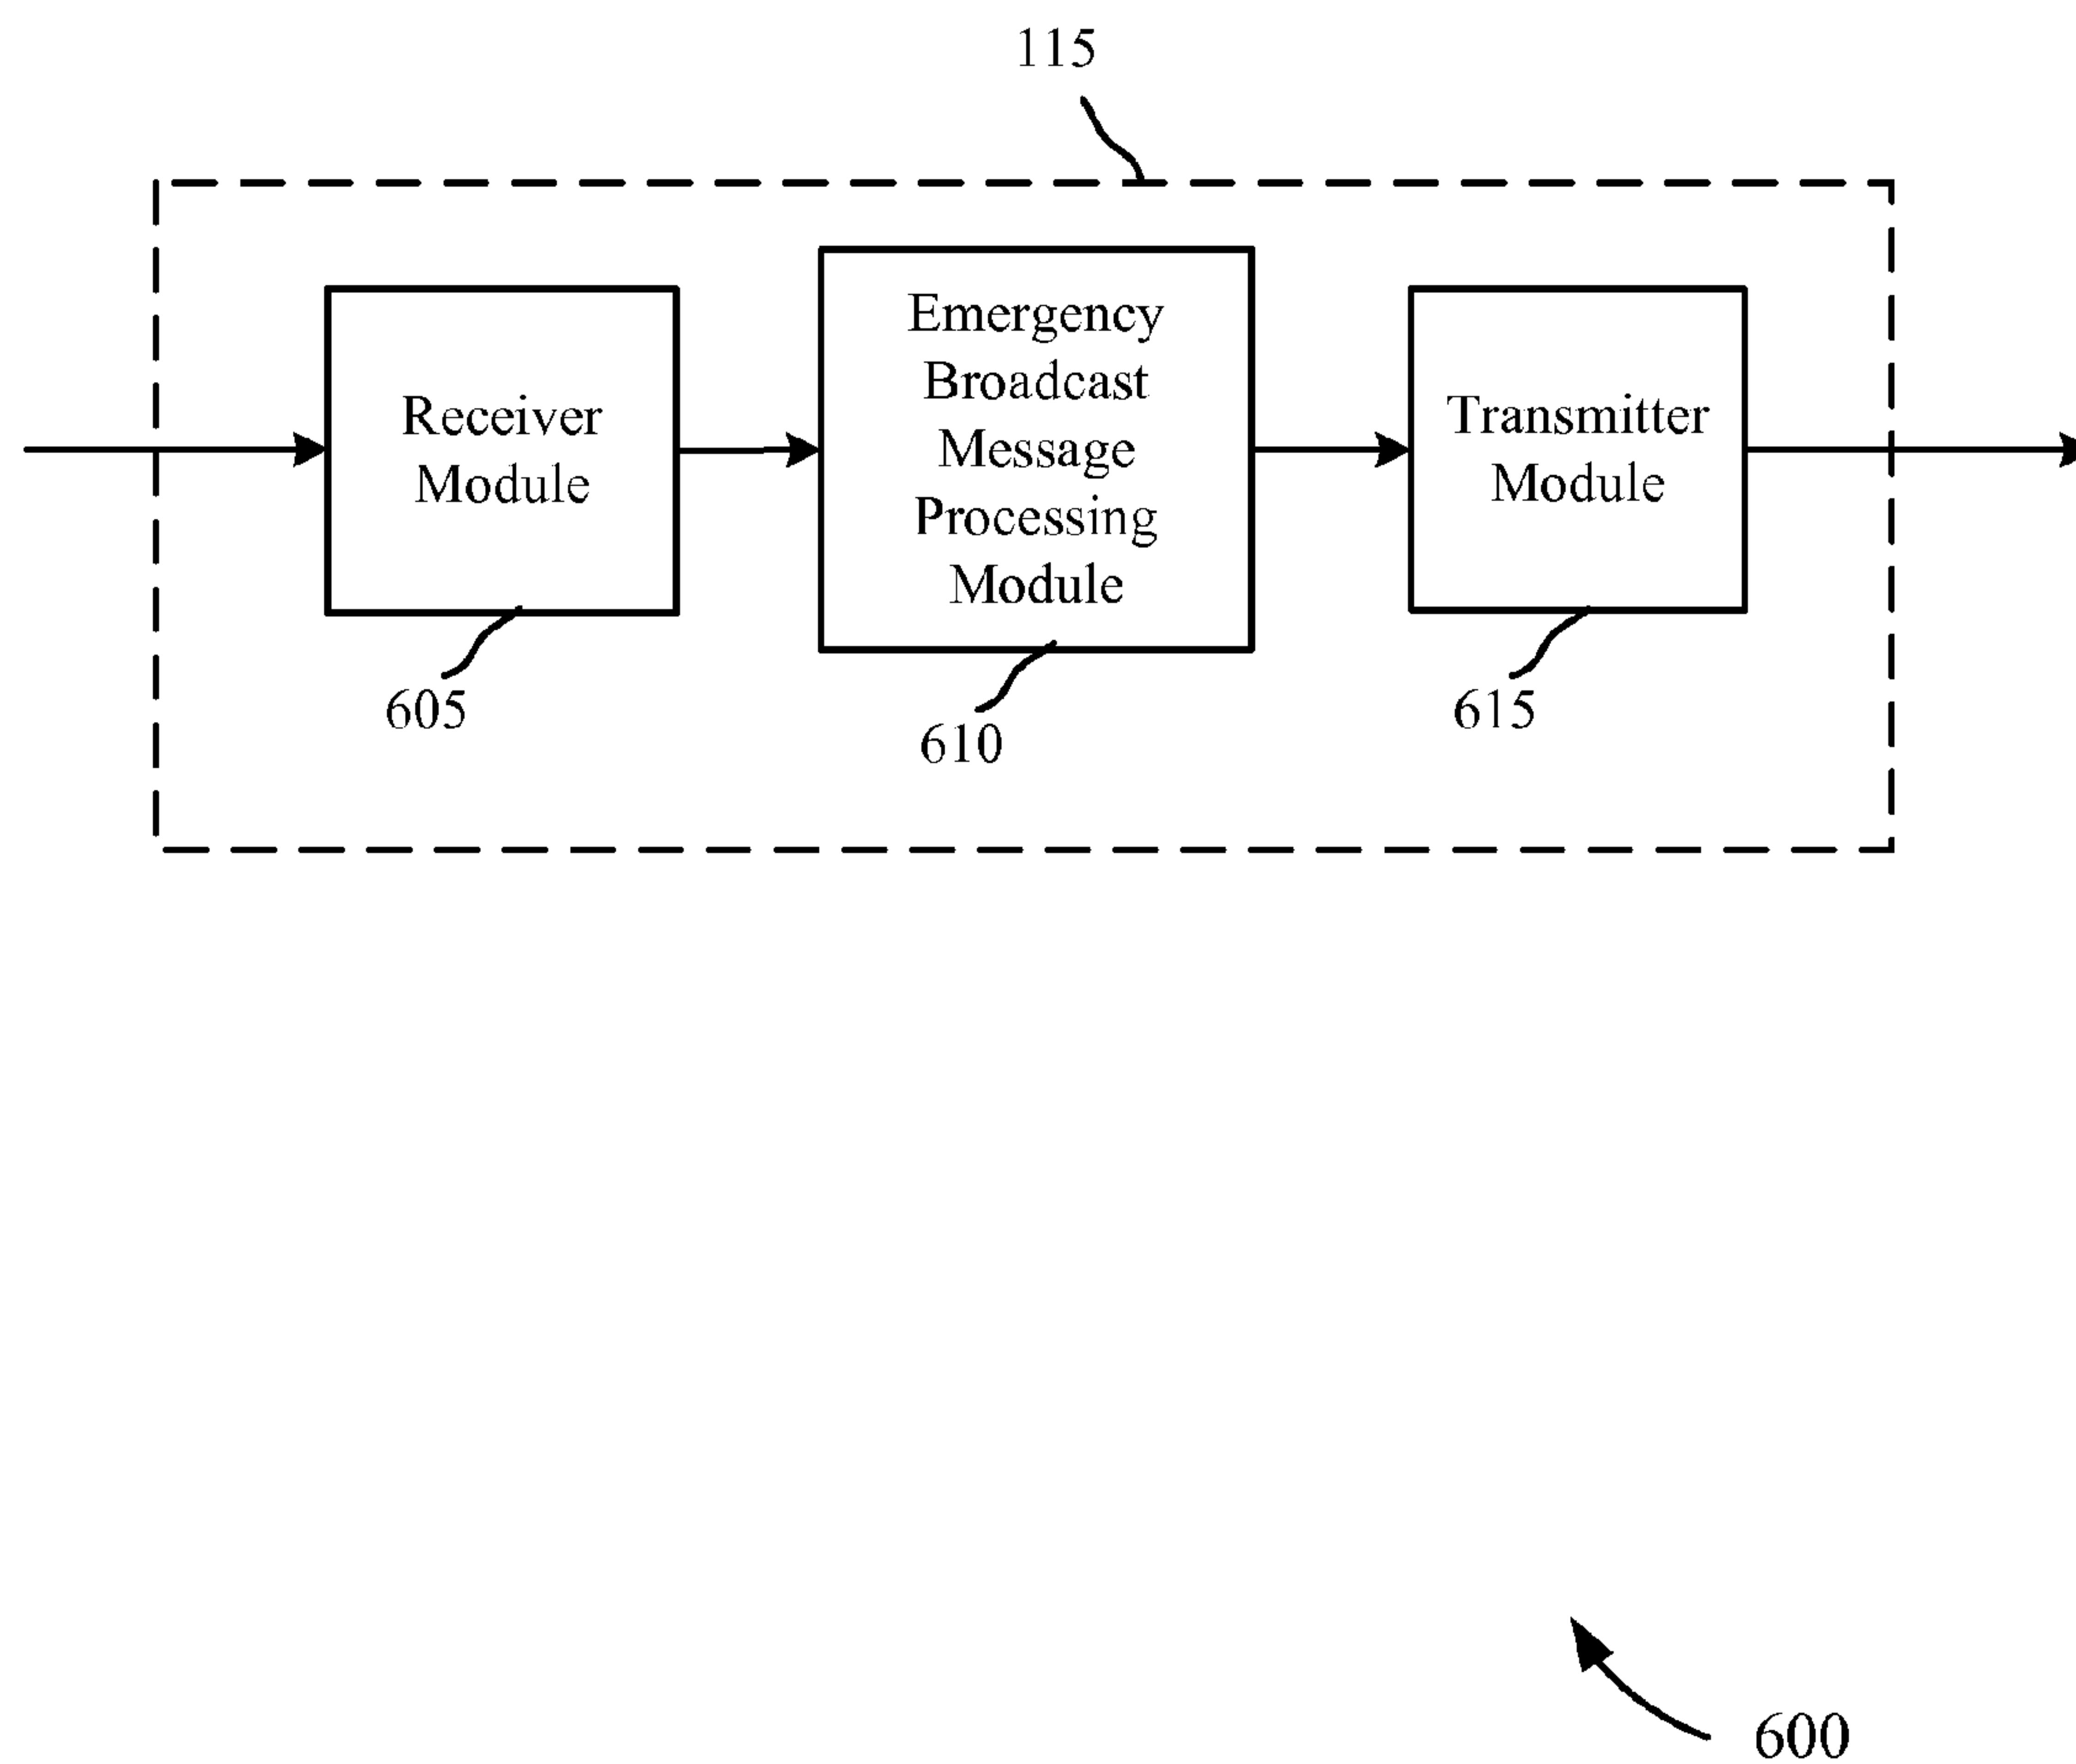 115
Receiver
Module
Emergency
Broadcast
Message
Processing
Module
Transmitter
Module
605
610
615
600